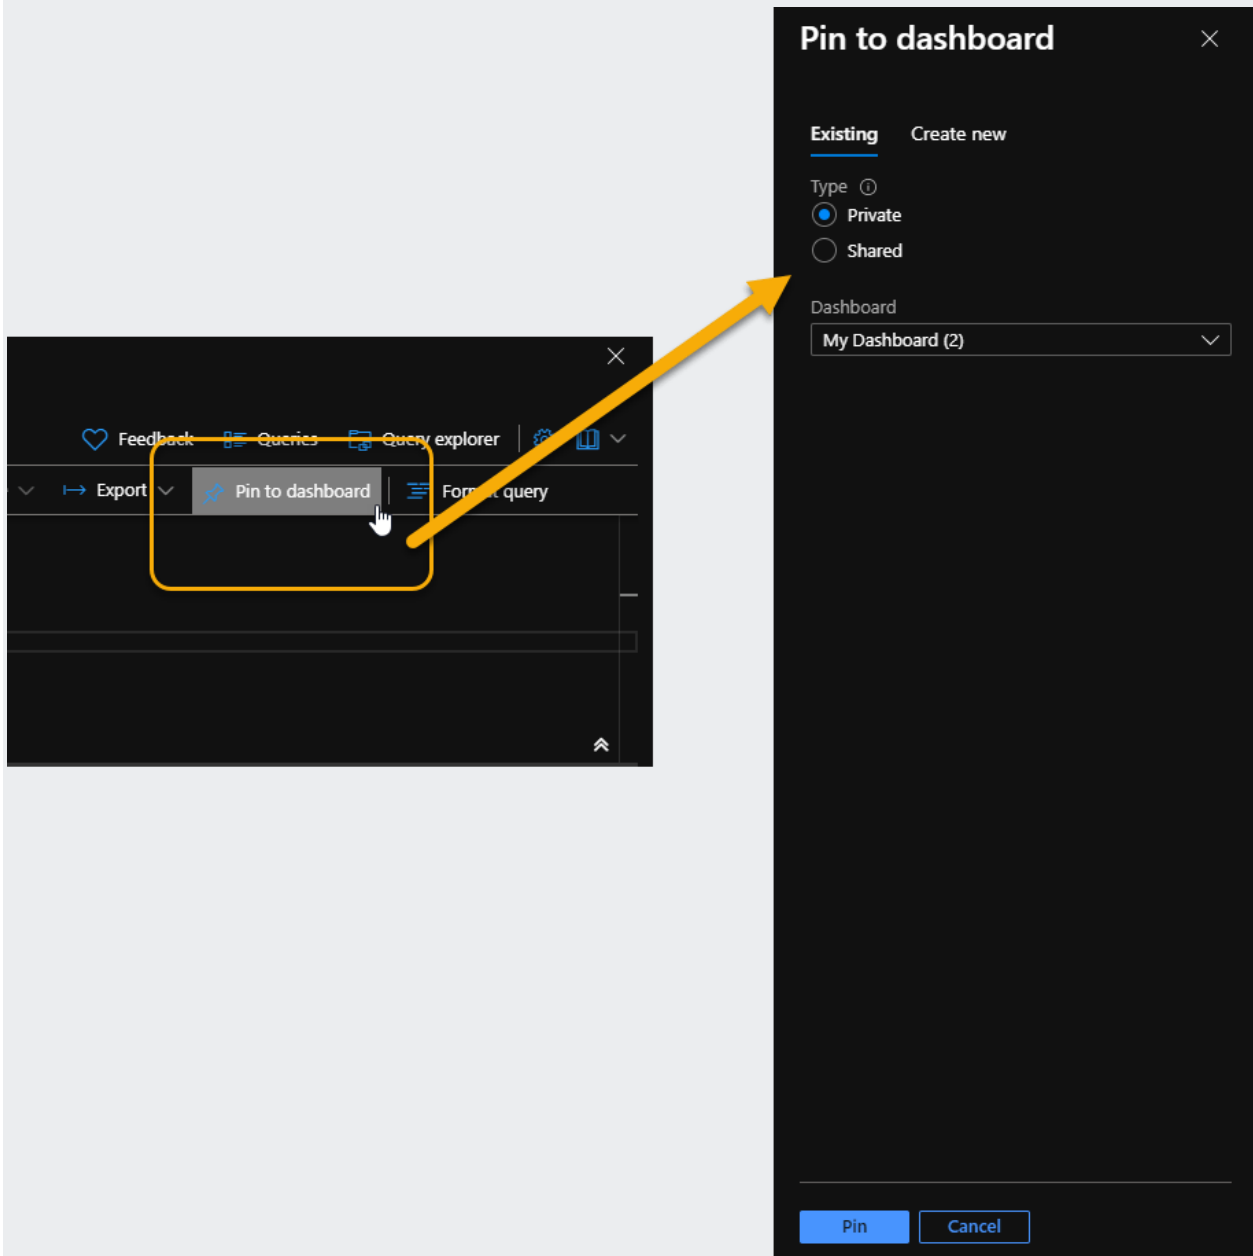 Pin to dashboard
Existing Create new
Type
Private
Shared
Dashboard
My Dashboard (2)
Feedback Queries Query explorer
Export Pin to dashboard Format query
Pin Cancel